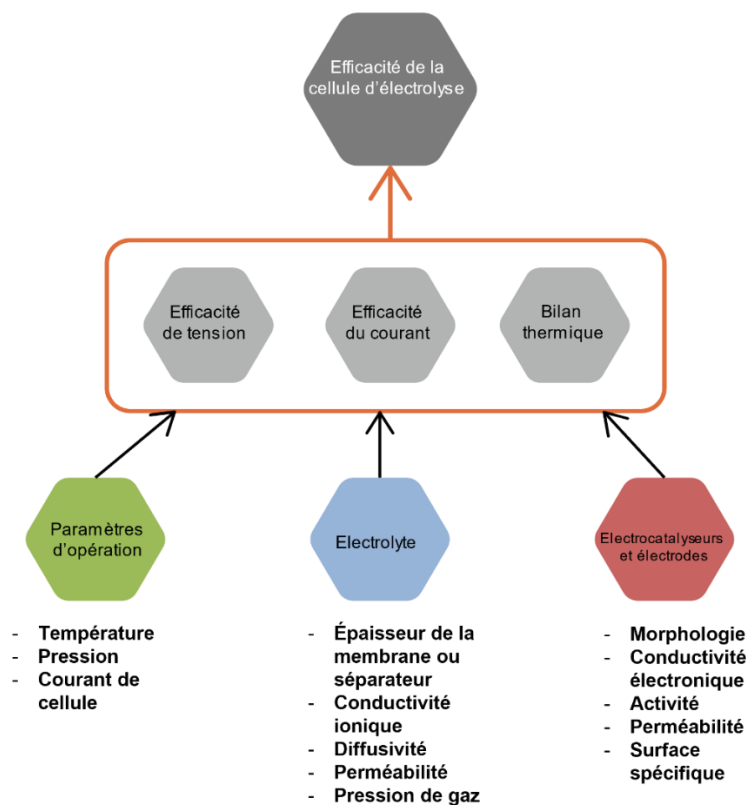 Efficacité de la
cellule d'électrolyse
Efficacité
de tension
Efficacité
du courant
Bilan
thermique
Paramètres
d'opération
Electrolyte
Electrocatalyseurs
et électrodes
- Température
- Pression
- Courant de
cellule
- Épaisseur de la
membrane ou
séparateur
- Conductivité
ionique
- Diffusivité
- Perméabilité
- Pression de gaz
- Morphologie
- Conductivité
électronique
- Activité
- Perméabilité
- Surface
spécifique